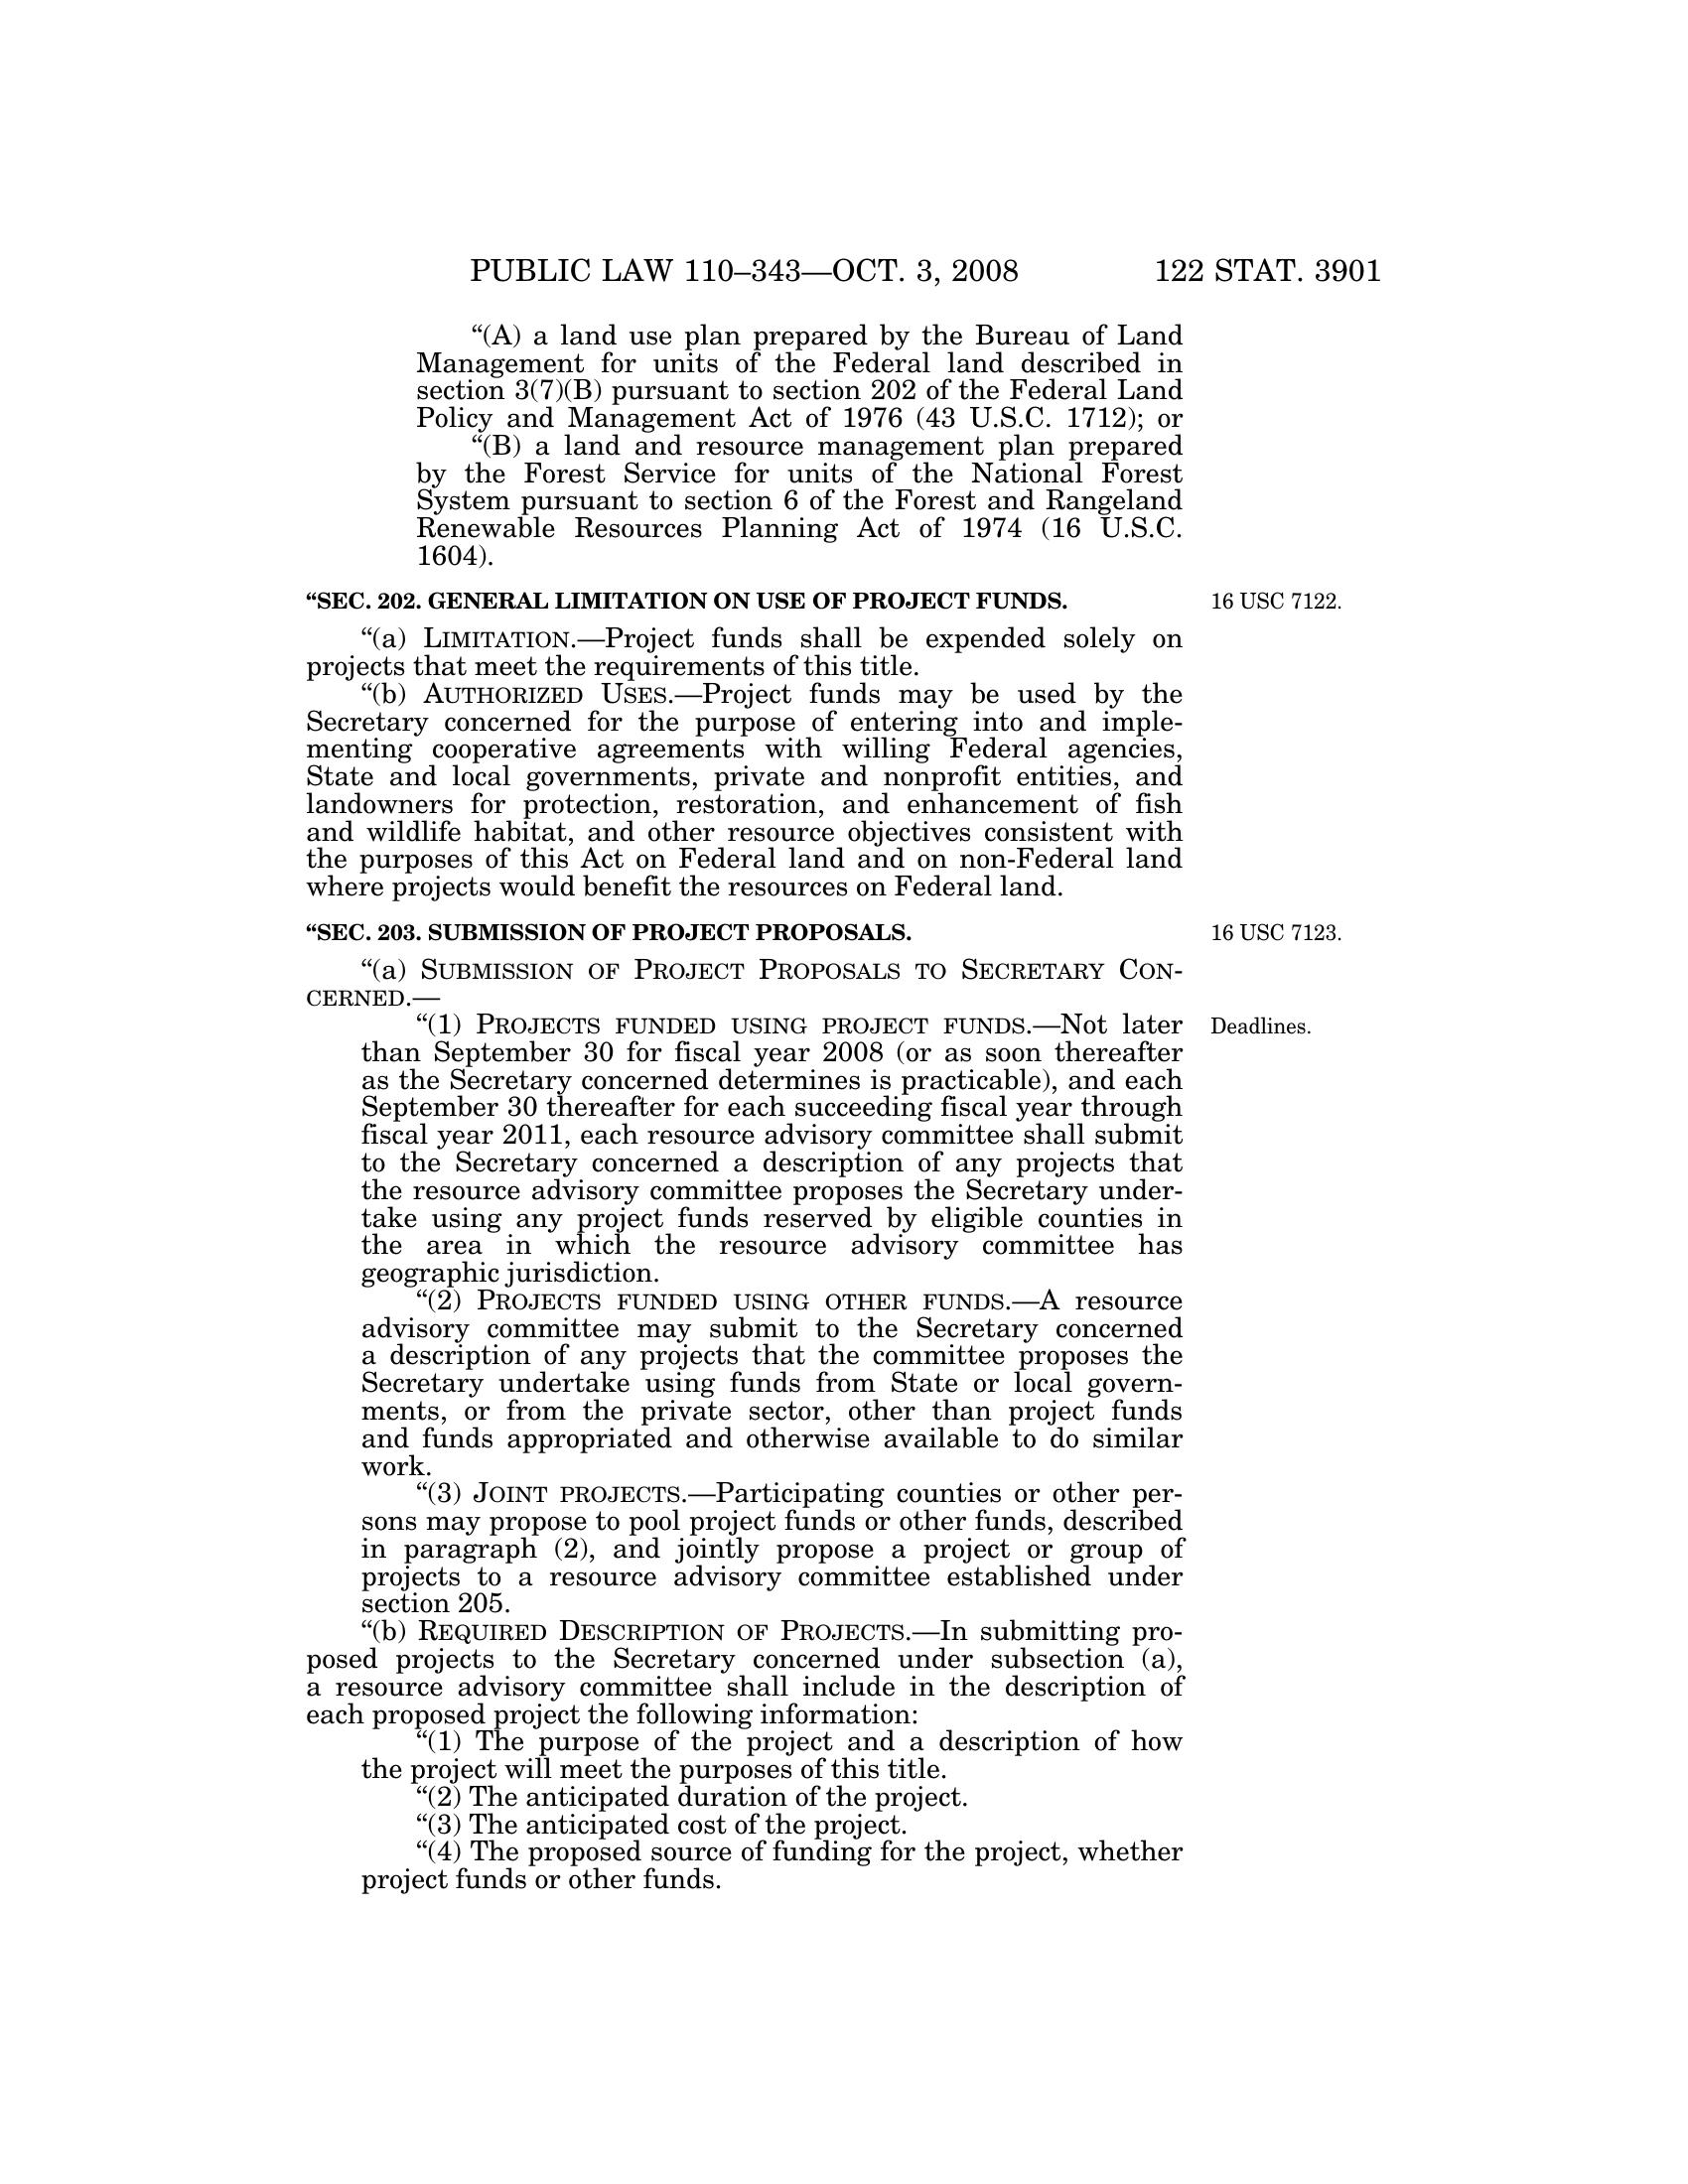 PUBLIC LAW 110–343—OCT. 3, 2008 122 STAT. 3901
“(A) a land use plan prepared by the Bureau of Land
Management for units of the Federal land described in
section 3(7)(B) pursuant to section 202 of the Federal Land
Policy and Management Act of 1976 (43 U.S.C. 1712); or
“(B) a land and resource management plan prepared
by the Forest Service for units of the National Forest
System pursuant to section 6 of the Forest and Rangeland
Renewable Resources Planning Act of 1974 (16 U.S.C.
1604).
“SEC. 202. GENERAL LIMITATION ON USE OF PROJECT FUNDS. 16 USC 7122.
“(a) LIMITATION.—Project funds shall be expended solely on
projects that meet the requirements of this title.
“(b) AUTHORIZED USES.—Project funds may be used by the
Secretary concerned for the purpose of entering into and imple-
menting cooperative agreements with willing Federal agencies,
State and local governments, private and nonprofit entities, and
landowners for protection, restoration, and enhancement of fish
and wildlife habitat, and other resource objectives consistent with
the purposes of this Act on Federal land and on non-Federal land
where projects would benefit the resources on Federal land.
“SEC. 203. SUBMISSION OF PROJECT PROPOSALS. 16 USC 7123.
“(a) SUBMISSION OF PROJECT PROPOSALS TO SECRETARY CON-
CERNED.—
“(1) PROJECTS FUNDED USING PROJECT FUNDS.—Not later Deadlines.
than September 30 for fiscal year 2008 (or as soon thereafter
as the Secretary concerned determines is practicable), and each
September 30 thereafter for each succeeding fiscal year through
fiscal year 2011, each resource advisory committee shall submit
to the Secretary concerned a description of any projects that
the resource advisory committee proposes the Secretary under-
take using any project funds reserved by eligible counties in
the area in which the resource advisory committee has
geographic jurisdiction.
“(2) PROJECTS FUNDED USING OTHER FUNDS.—A resource
advisory committee may submit to the Secretary concerned
a description of any projects that the committee proposes the
Secretary undertake using funds from State or local govern-
ments, or from the private sector, other than project funds
and funds appropriated and otherwise available to do similar
work.
“(3) JOINT PROJECTS.—Participating counties or other per-
sons may propose to pool project funds or other funds, described
in paragraph (2), and jointly propose a project or group of
projects to a resource advisory committee established under
section 205.
“(b) REQUIRED DESCRIPTION OF PROJECTS.—In submitting pro-
posed projects to the Secretary concerned under subsection (a),
a resource advisory committee shall include in the description of
each proposed project the following information:
“(1) The purpose of the project and a description of how
the project will meet the purposes of this title.
“(2) The anticipated duration of the project.
“(3) The anticipated cost of the project.
“(4) The proposed source of funding for the project, whether
project funds or other funds.